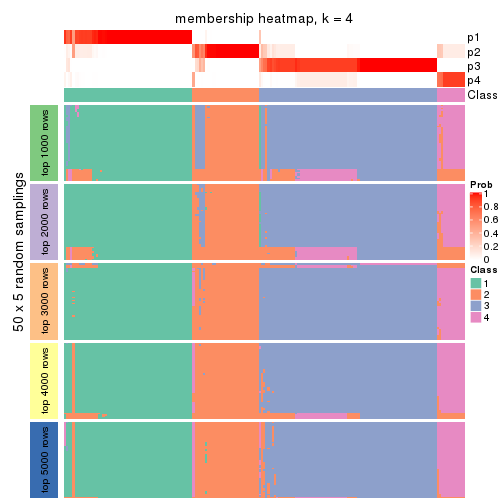 membership heatmap, k = 4
p1
p2
p3
p4
Class
50 x 5 random samplings
top 1000 rows
top 2000 rows
top 3000 rows
top 4000 rows
top 5000 rows
Prob
1
0.8
0.6
0.4
0.2
0
Class
1
2
3
4